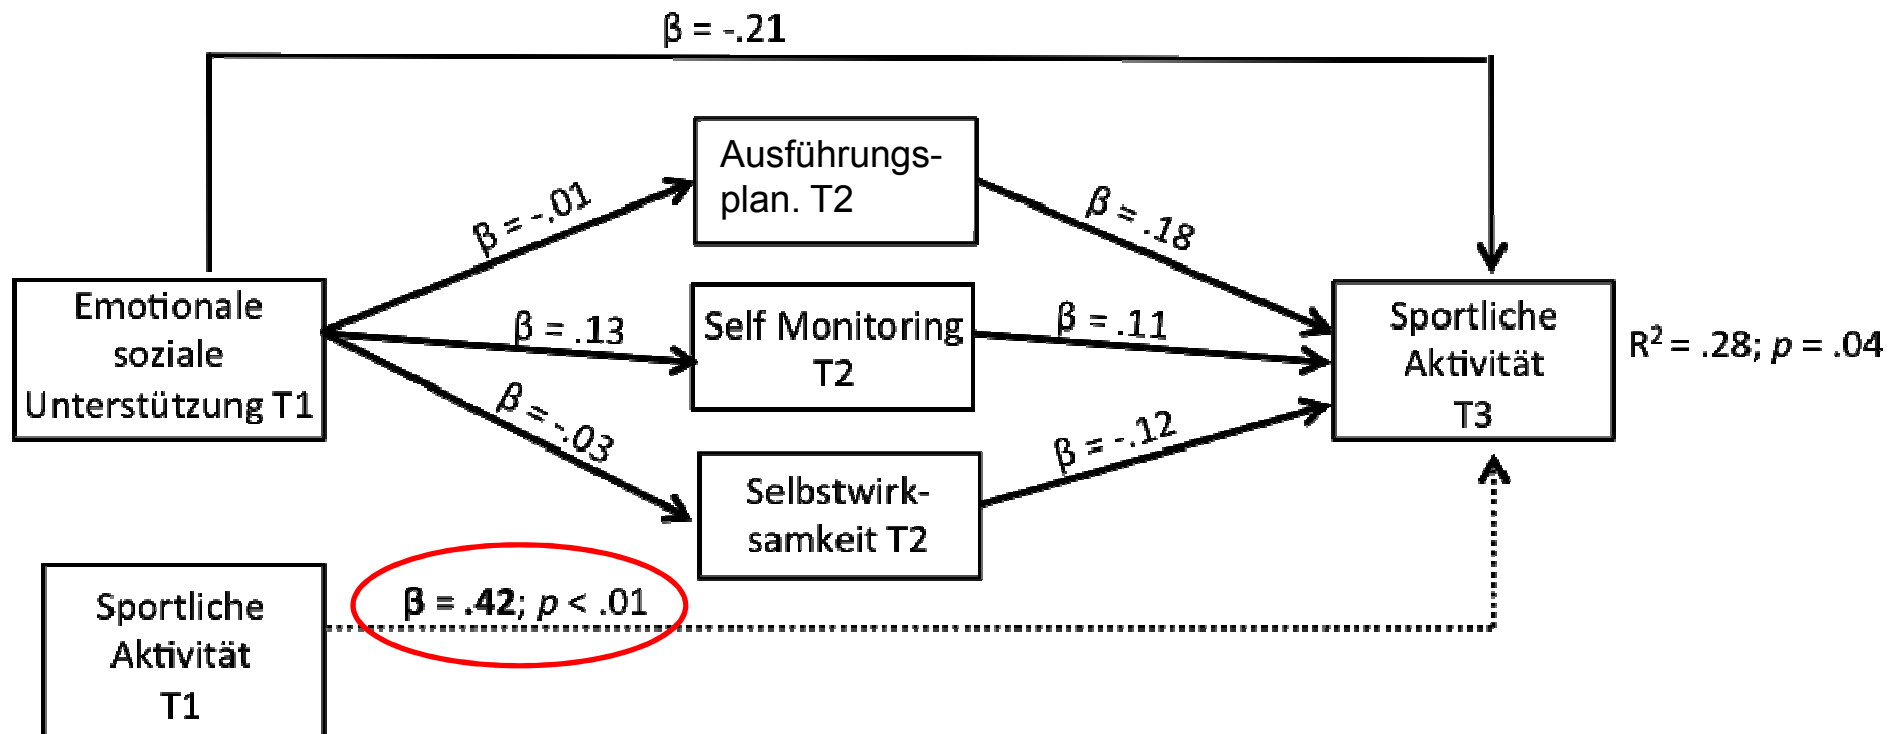 β = -.21
Ausführungs-
plan. T2
β = -.01
β = .18
Emotionale
soziale
Unterstützung T1
β = .13
Self Monitoring
T2
β = .11
Sportliche
Aktivität
T3
R² = .28; p = .04
β = -.03
Selbstwirk-
samkeit T2
β = -.12
Sportliche
Aktivität
T1
β = .42; p < .01